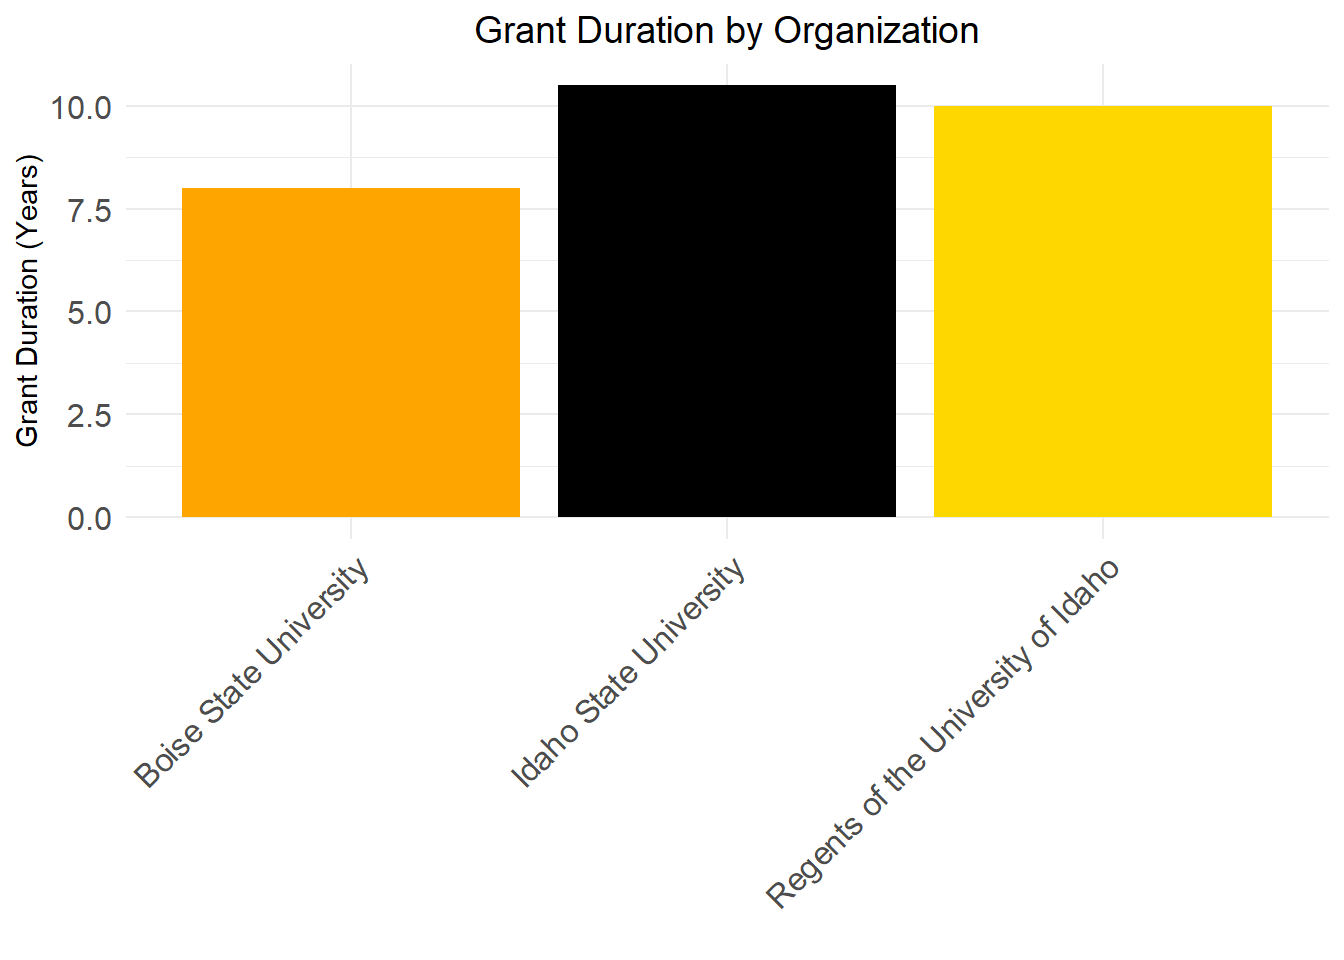 Grant Duration by Organization
Grant Duration (Years)
10.0
7.5
5.0
2.5
0.0
Boise State University
Idaho State University
Regents of the University of Idaho